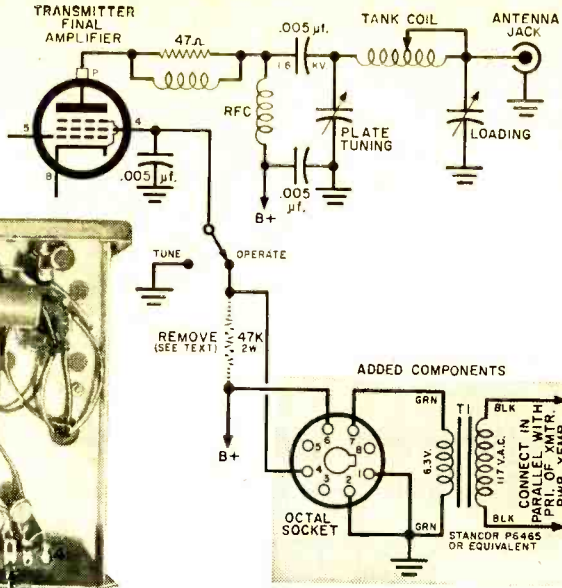 TRANSMITTER
FINAL
AMPLIFIER
47Ω
.005 µf.
1.6 KV
TANK COIL
ANTENNA
JACK
P
5
4
8
RFC
PLATE
TUNING
LOADING
.005
µf.
.005
µf.
B+
TUNE
OPERATE
REMOVE
(SEE TEXT)
47K
2W
ADDED COMPONENTS
B+
6
7
5
8
4
1
3
2
OCTAL
SOCKET
GRN
GRN
6.3V.
T1
117 V.A.C.
BLK
BLK
CONNECT IN
PARALLEL WITH
PRI. OF XMTR.
PWR. XFMR.
STANCOR P6465
OR EQUIVALENT